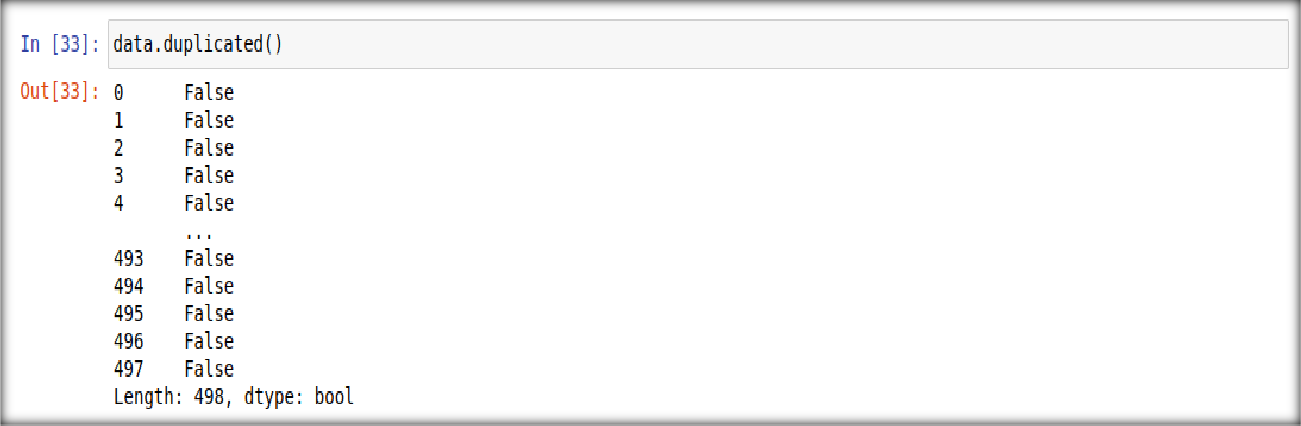 In [33]: data.duplicated()
Out[33]: 0      False
1      False
2      False
3      False
4      False
...
493    False
494    False
495    False
496    False
497    False
Length: 498, dtype: bool